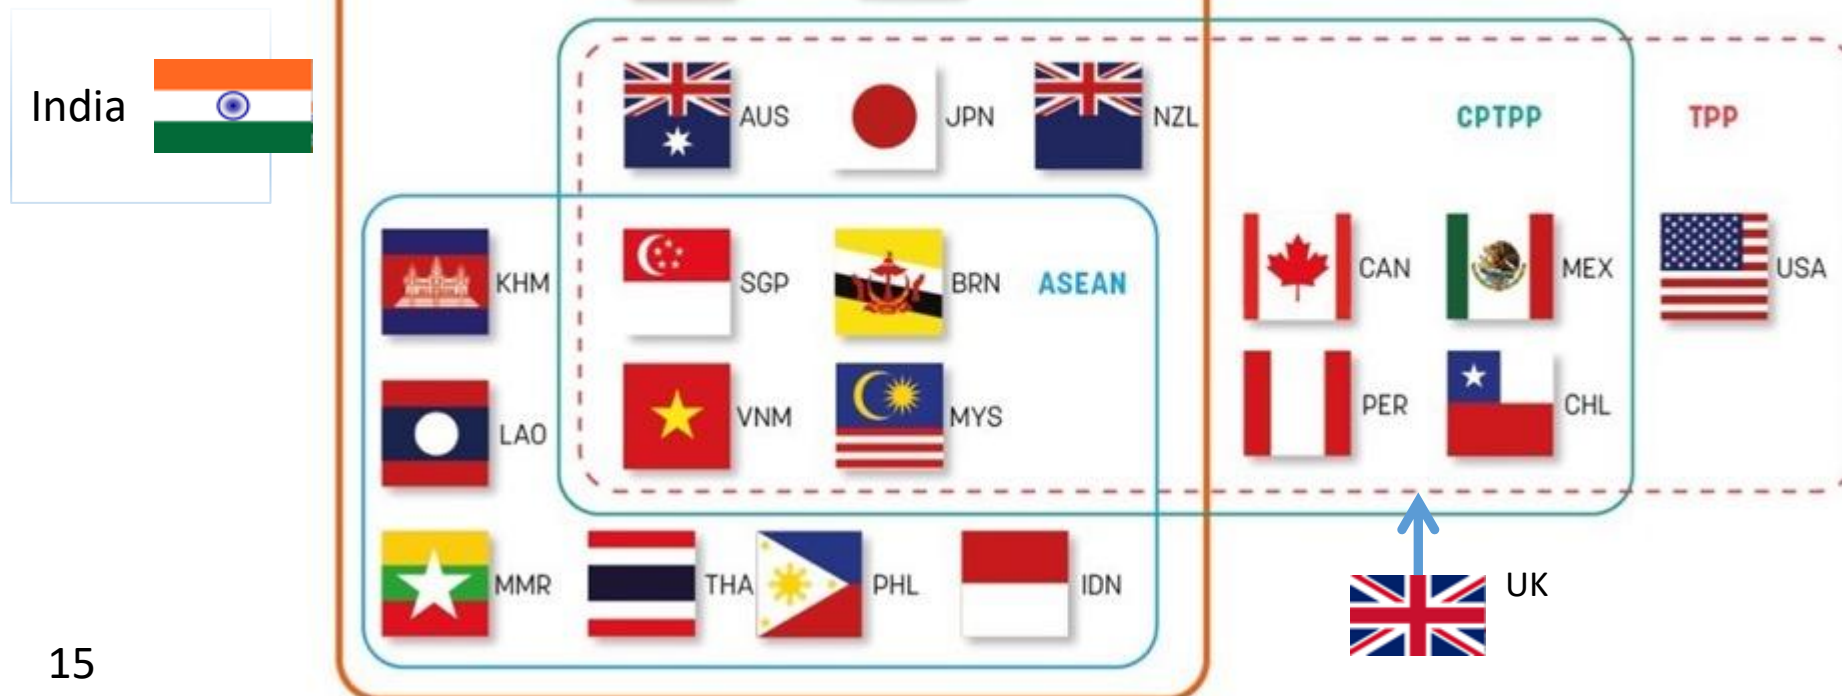 India
AUS JPN NZL CPTPP TPP
KHM SGP BRN ASEAN CAN MEX USA
LAO VNM MYS PER CHL
MMR THA PHL IDN UK
15